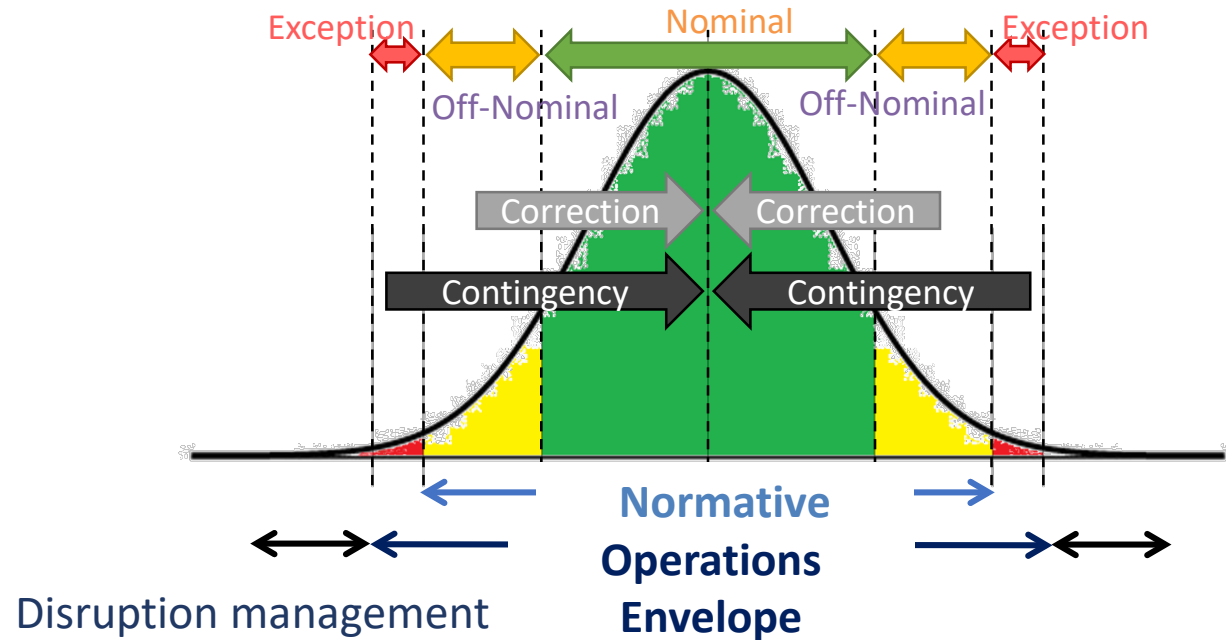 Exception
Nominal
Exception
Off-Nominal
Off-Nominal
Correction
Correction
Contingency
Contingency
Normative
Operations
Envelope
Disruption management